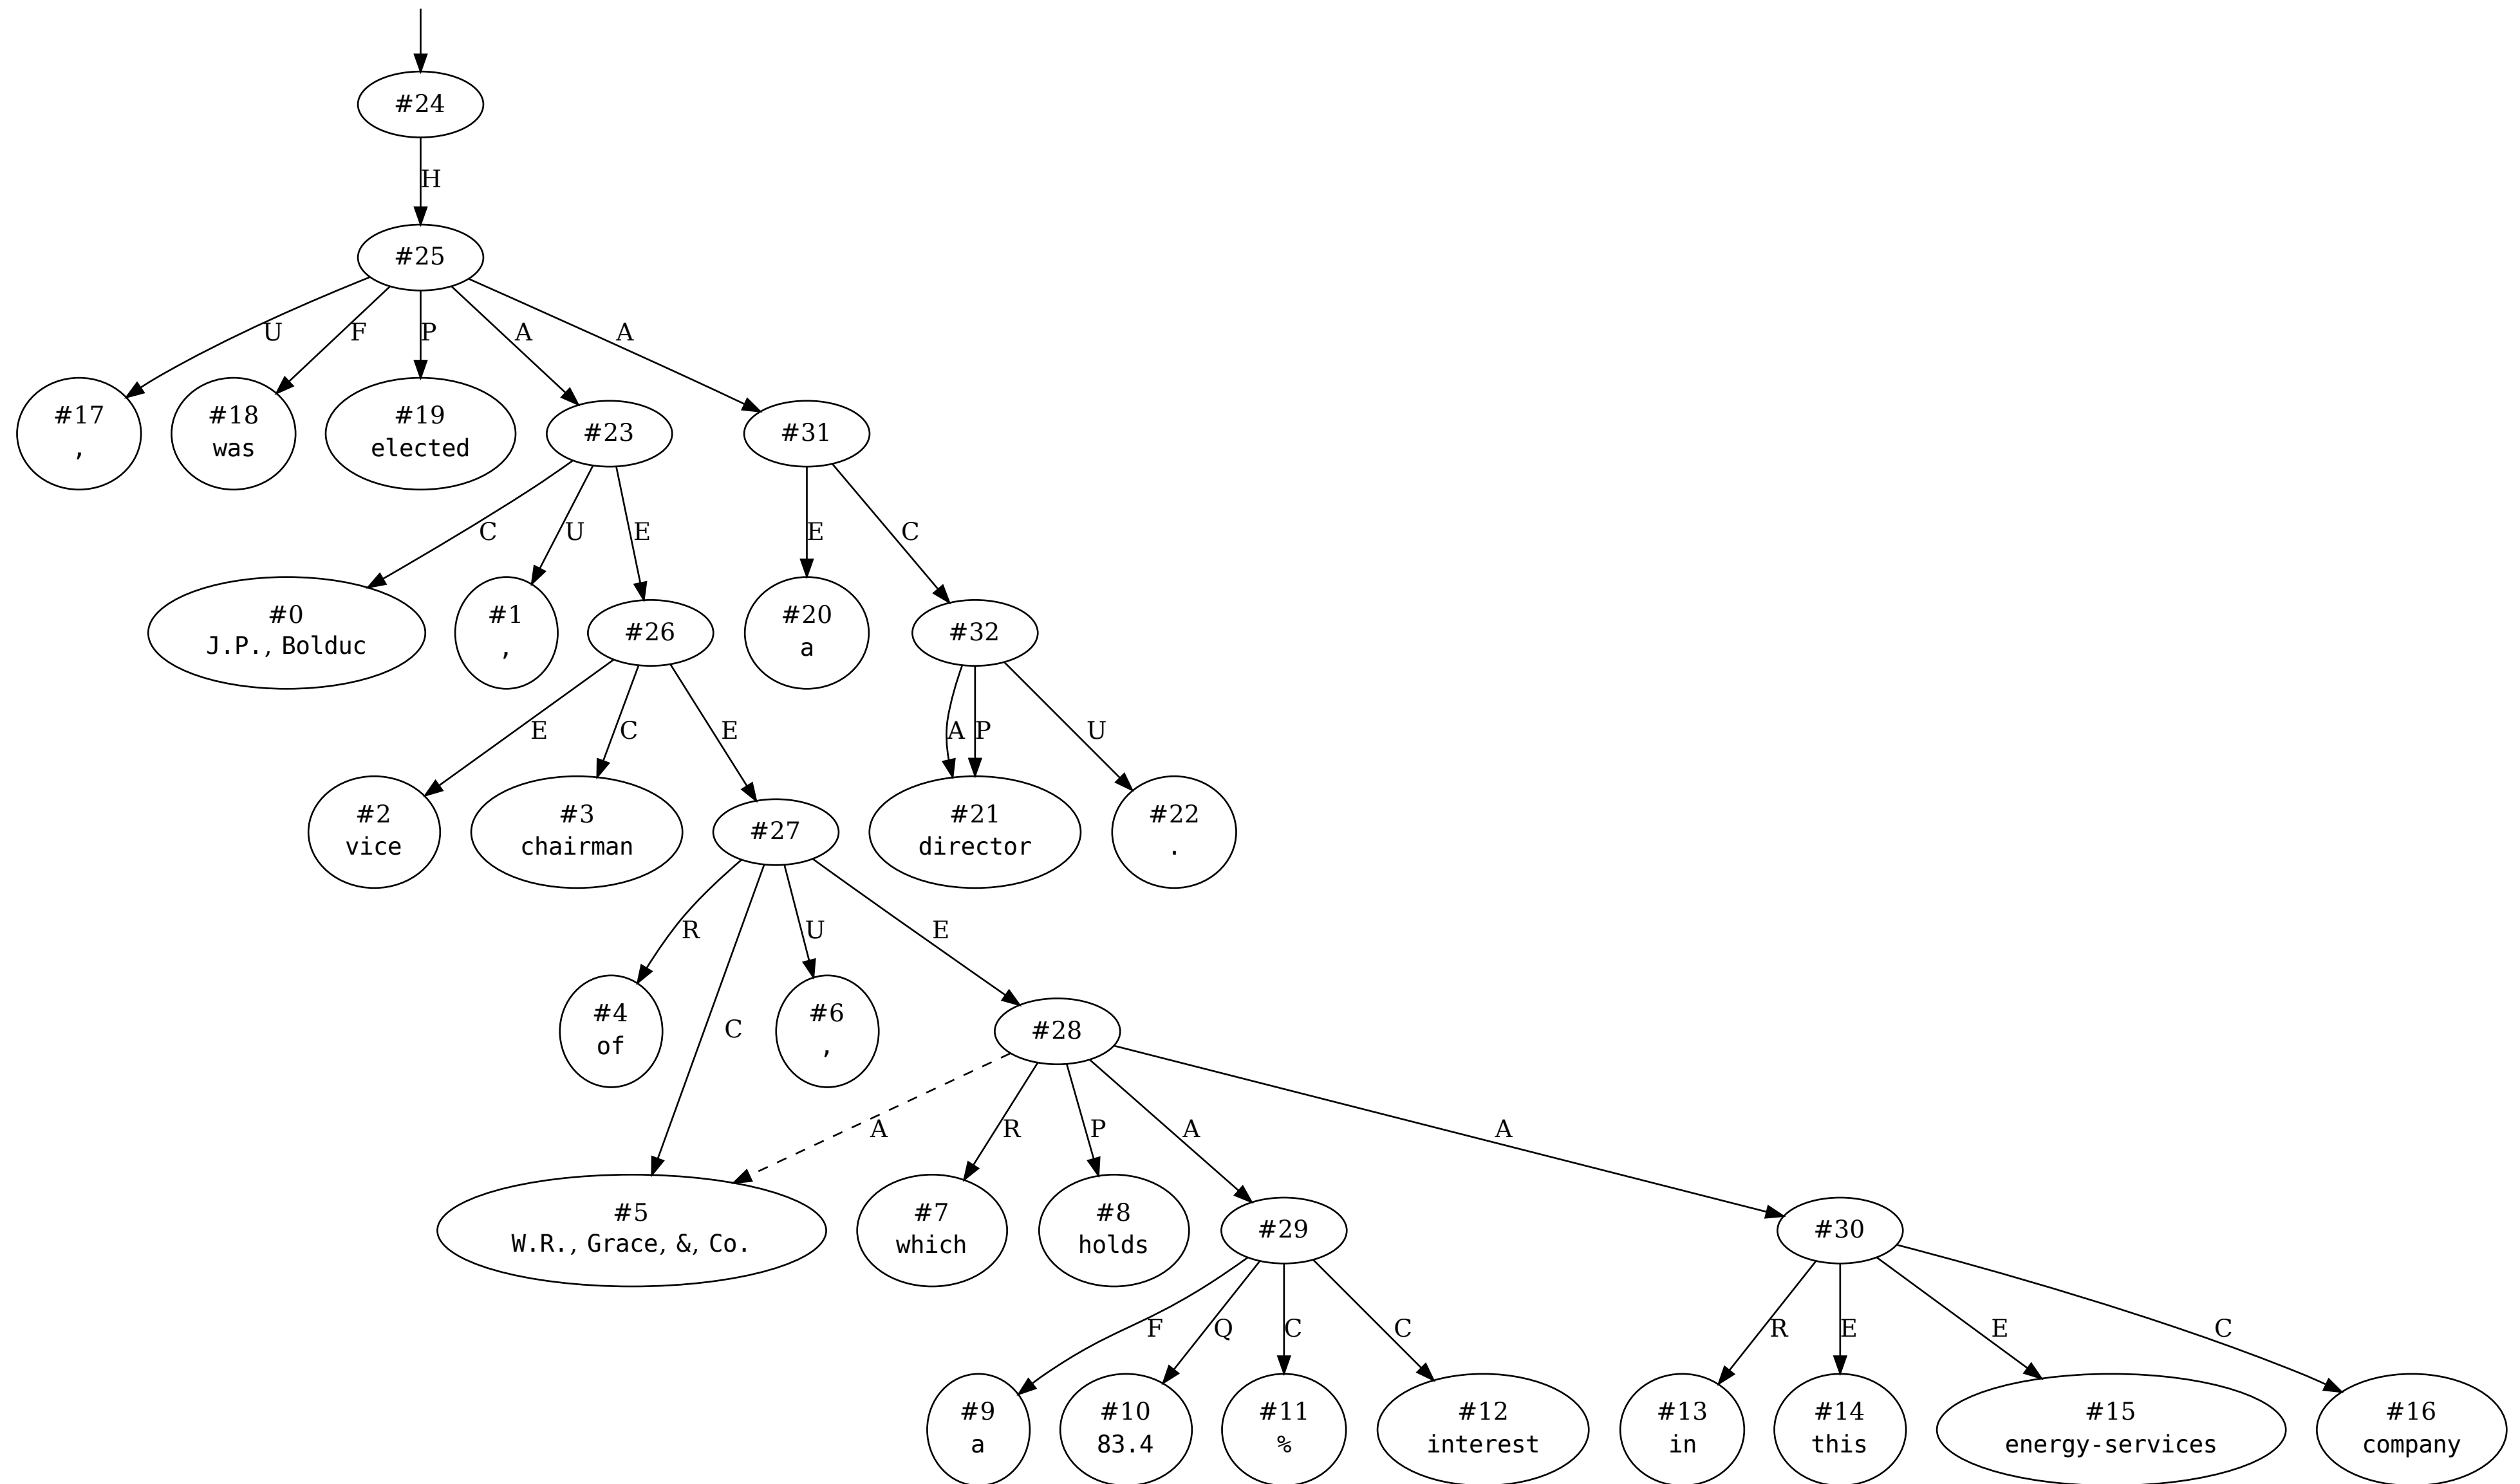 #24
H
#25
U
F
P
A
A
#17
,
#18
was
#19
elected
#23
#31
C
U
E
E
C
#0
J.P., Bolduc
#1
,
#26
#20
a
#32
E
C
E
A
P
U
#2
vice
#3
chairman
#27
#21
director
#22
.
R
C
U
E
#4
of
#6
,
#28
A
R
P
A
A
#5
W.R., Grace, &, Co.
#7
which
#8
holds
#29
#30
F
Q
C
C
R
E
E
C
#9
a
#10
83.4
#11
%
#12
interest
#13
in
#14
this
#15
energy-services
#16
company